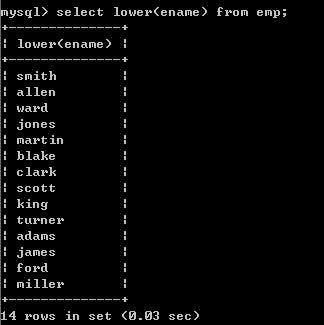 mysql> select lower(ename) from emp;
+--------------+
¦ lower(ename) ¦
+--------------+
¦ smith        ¦
¦ allen        ¦
¦ ward         ¦
¦ jones        ¦
¦ martin       ¦
¦ blake        ¦
¦ clark        ¦
¦ scott        ¦
¦ king         ¦
¦ turner       ¦
¦ adams        ¦
¦ james        ¦
¦ ford         ¦
¦ miller       ¦
+--------------+
14 rows in set (0.03 sec)